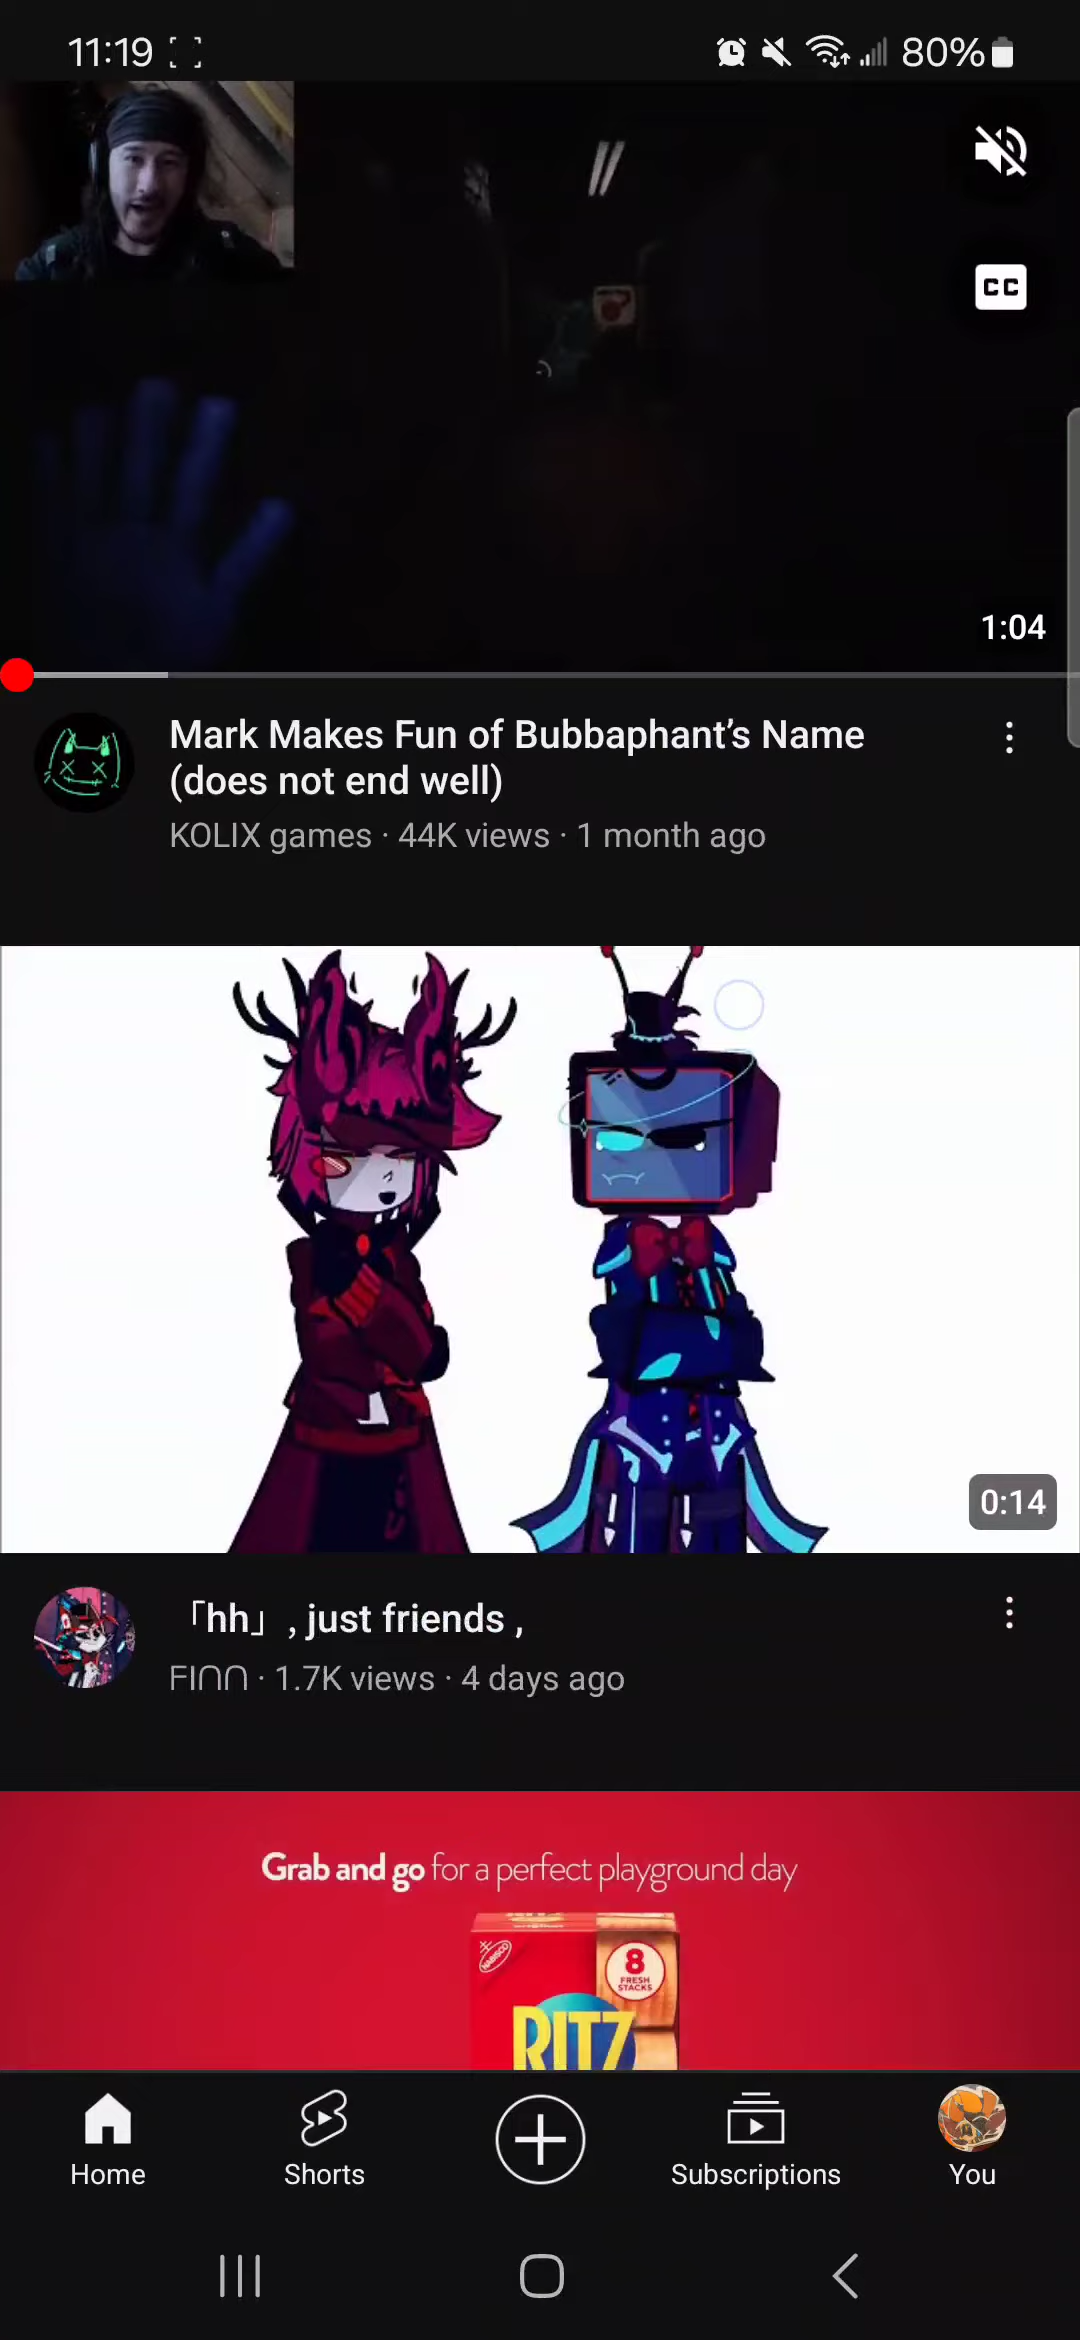 11:19
80%
CC
1:04
Mark Makes Fun of Bubbaphant’s Name
(does not end well)
KOLIX games · 44K views · 1 month ago
0:14
「hh」 , just friends ,
FIՈՈ · 1.7K views · 4 days ago
Grab and go for a perfect playground day
NABISCO
8
FRESH
STACKS
RITZ
Home
Shorts
Subscriptions
You